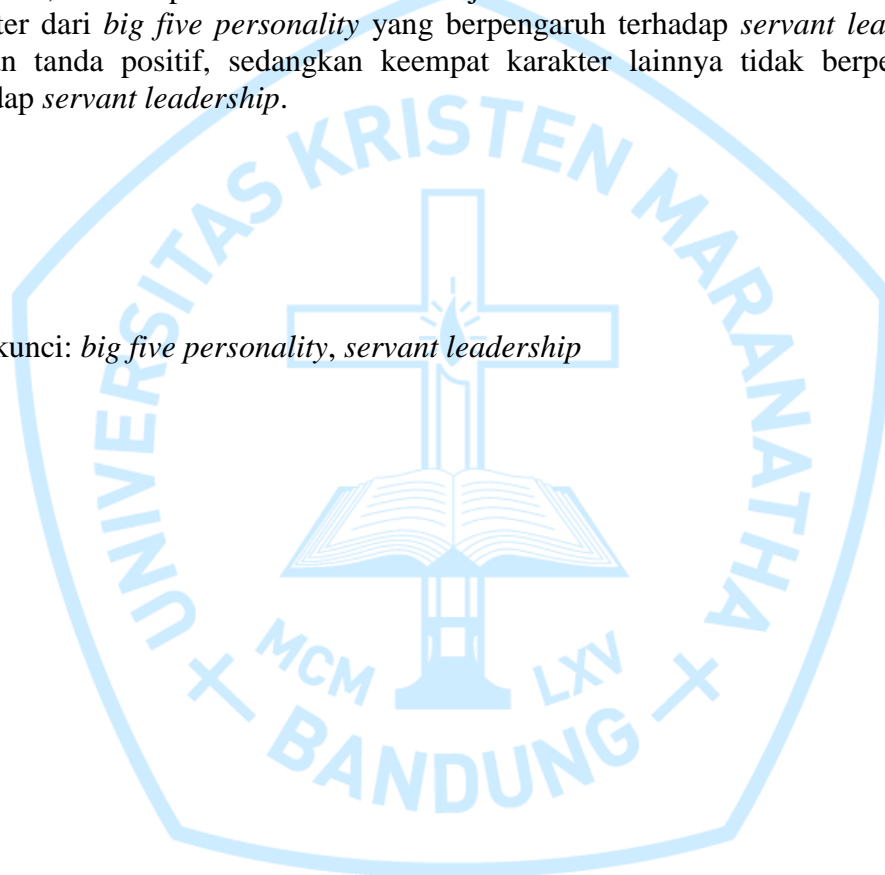 ter dari big five personality yang berpengaruh terhadap servant lea
n tanda positif, sedangkan keempat karakter lainnya tidak berpe
dap servant leadership.
UNIVERSITAS KRISTEN MARANATHA
kunci: big five personality, servant leadership
MCM LXV
BANDUNG